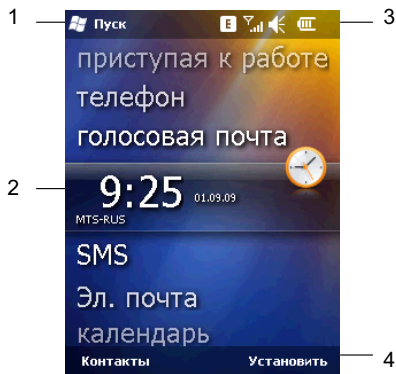 1
Пуск
E
3
приступая к работе
телефон
голосовая почта
2
9:25 01.09.09
MTS-RUS
SMS
Эл. почта
календарь
Контакты Установить
4